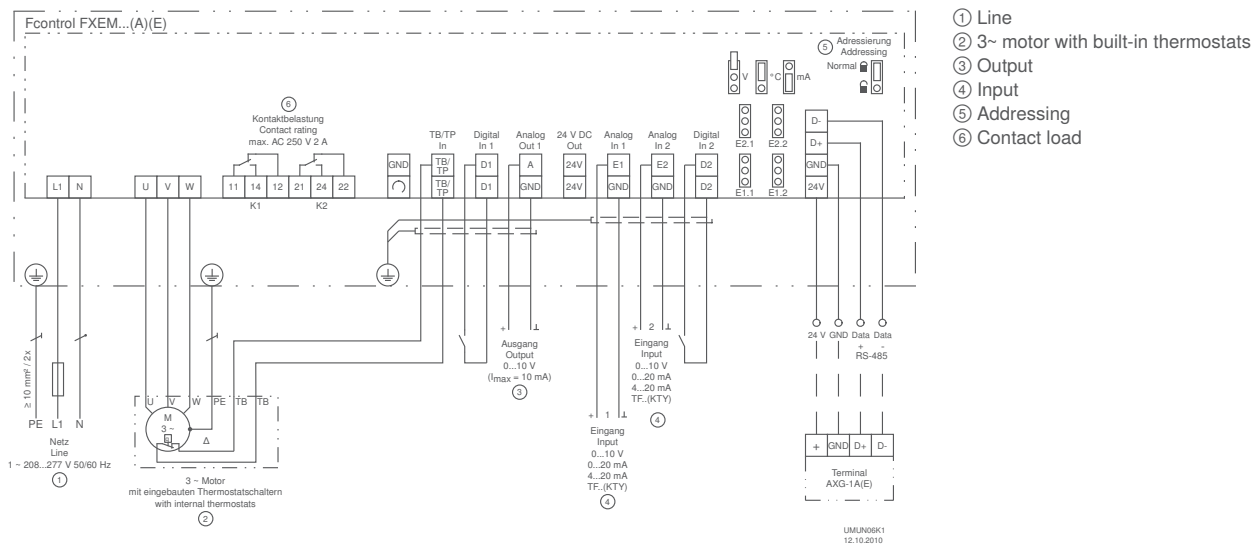 Fcontrol FXEM...(A)(E)
① Line
② 3~ motor with built-in thermostats
③ Output
④ Input
⑤ Addressing
⑥ Contact load
⑤ Adressierung
Addressing
Normal
V
°C
mA
E2.1
E2.2
E1.1
E1.2
⑥
Kontaktbelastung
Contact rating
max. AC 250 V 2 A
TB/TP
In
Digital
In 1
Analog
Out 1
24 V DC
Out
Analog
In 1
Analog
In 2
Digital
In 2
L1 N
U V W
11 14 12 21 24 22
K1
K2
GND
TB/
TP
TB/
TP
D1
D1
A
GND
24V
24V
E1
GND
E2
GND
D2
D2
D-
D+
GND
24V
≥ 10 mm² / 2x
PE L1 N
Netz
Line
1 ~ 208...277 V 50/60 Hz
①
U V W PE TB TB
M
3 ~
Δ
3 ~ Motor
mit eingebauten Thermostatschaltern
with internal thermostats
②
+ ⊥
Ausgang
Output
0...10 V
(Imax = 10 mA)
③
+ 1 ⊥
Eingang
Input
0...10 V
0...20 mA
4...20 mA
TF..(KTY)
④
+ 2 ⊥
Eingang
Input
0...10 V
0...20 mA
4...20 mA
TF..(KTY)
④
24 V GND Data Data
+ -
RS-485
+ GND D+ D-
Terminal
AXG-1A(E)
UMUN06K1
12.10.2010